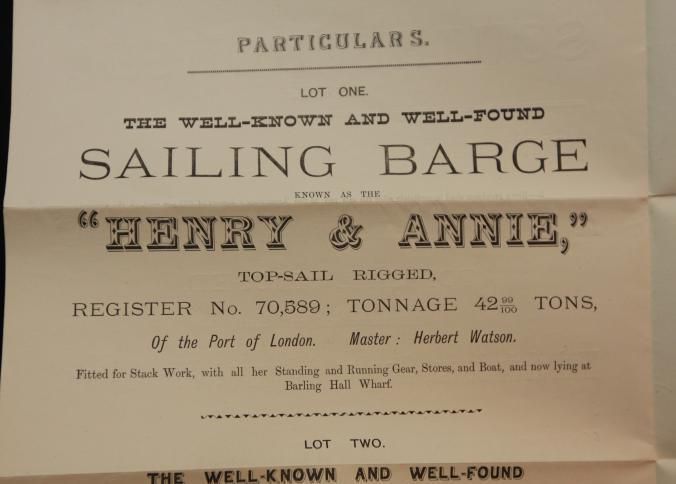 PARTICULARS.
LOT ONE.
THE WELL-KNOWN AND WELL-FOUND
SAILING BARGE
KNOWN AS THE
"HENRY & ANNIE,"
TOP-SAIL RIGGED,
REGISTER No. 70,589; TONNAGE 42 99/100 TONS,
Of the Port of London. Master: Herbert Watson.
Fitted for Stack Work, with all her Standing and Running Gear, Stores, and Boat, and now lying at
Barling Hall Wharf.
LOT TWO.
THE WELL-KNOWN AND WELL-FOUND